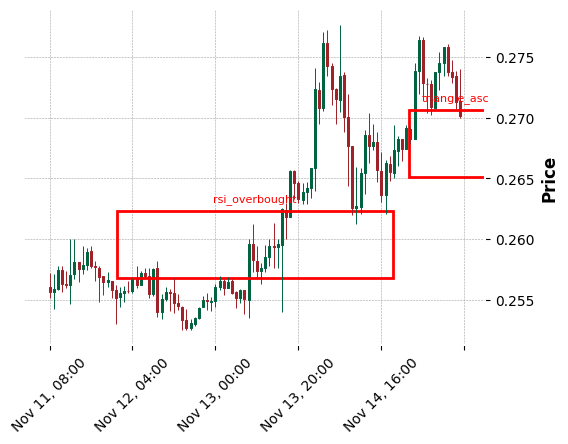 0.275
triangle_asc
0.270
0.265
rsi_overbought
0.260
0.255
Price
Nov 11, 08:00
Nov 12, 04:00
Nov 13, 00:00
Nov 13, 20:00
Nov 14, 16:00